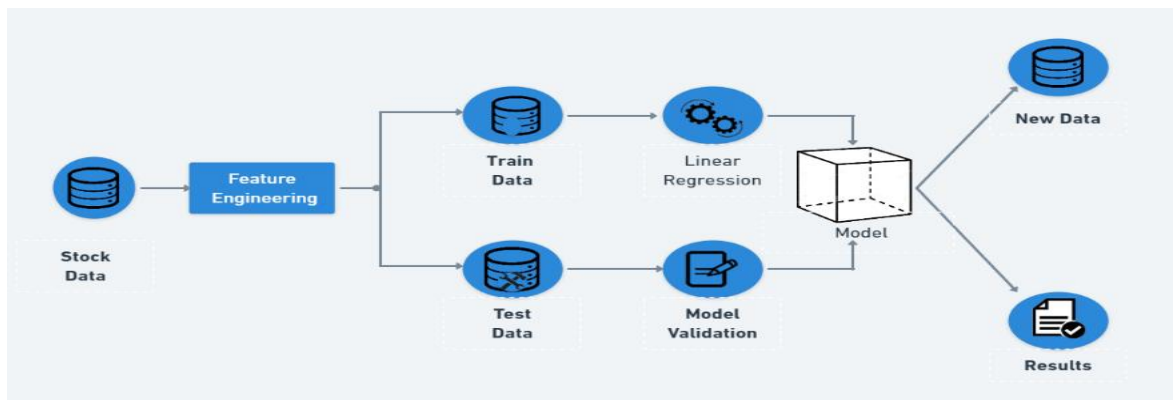 Stock
Data
Feature
Engineering
Train
Data
Linear
Regression
Test
Data
Model
Validation
Model
New Data
Results